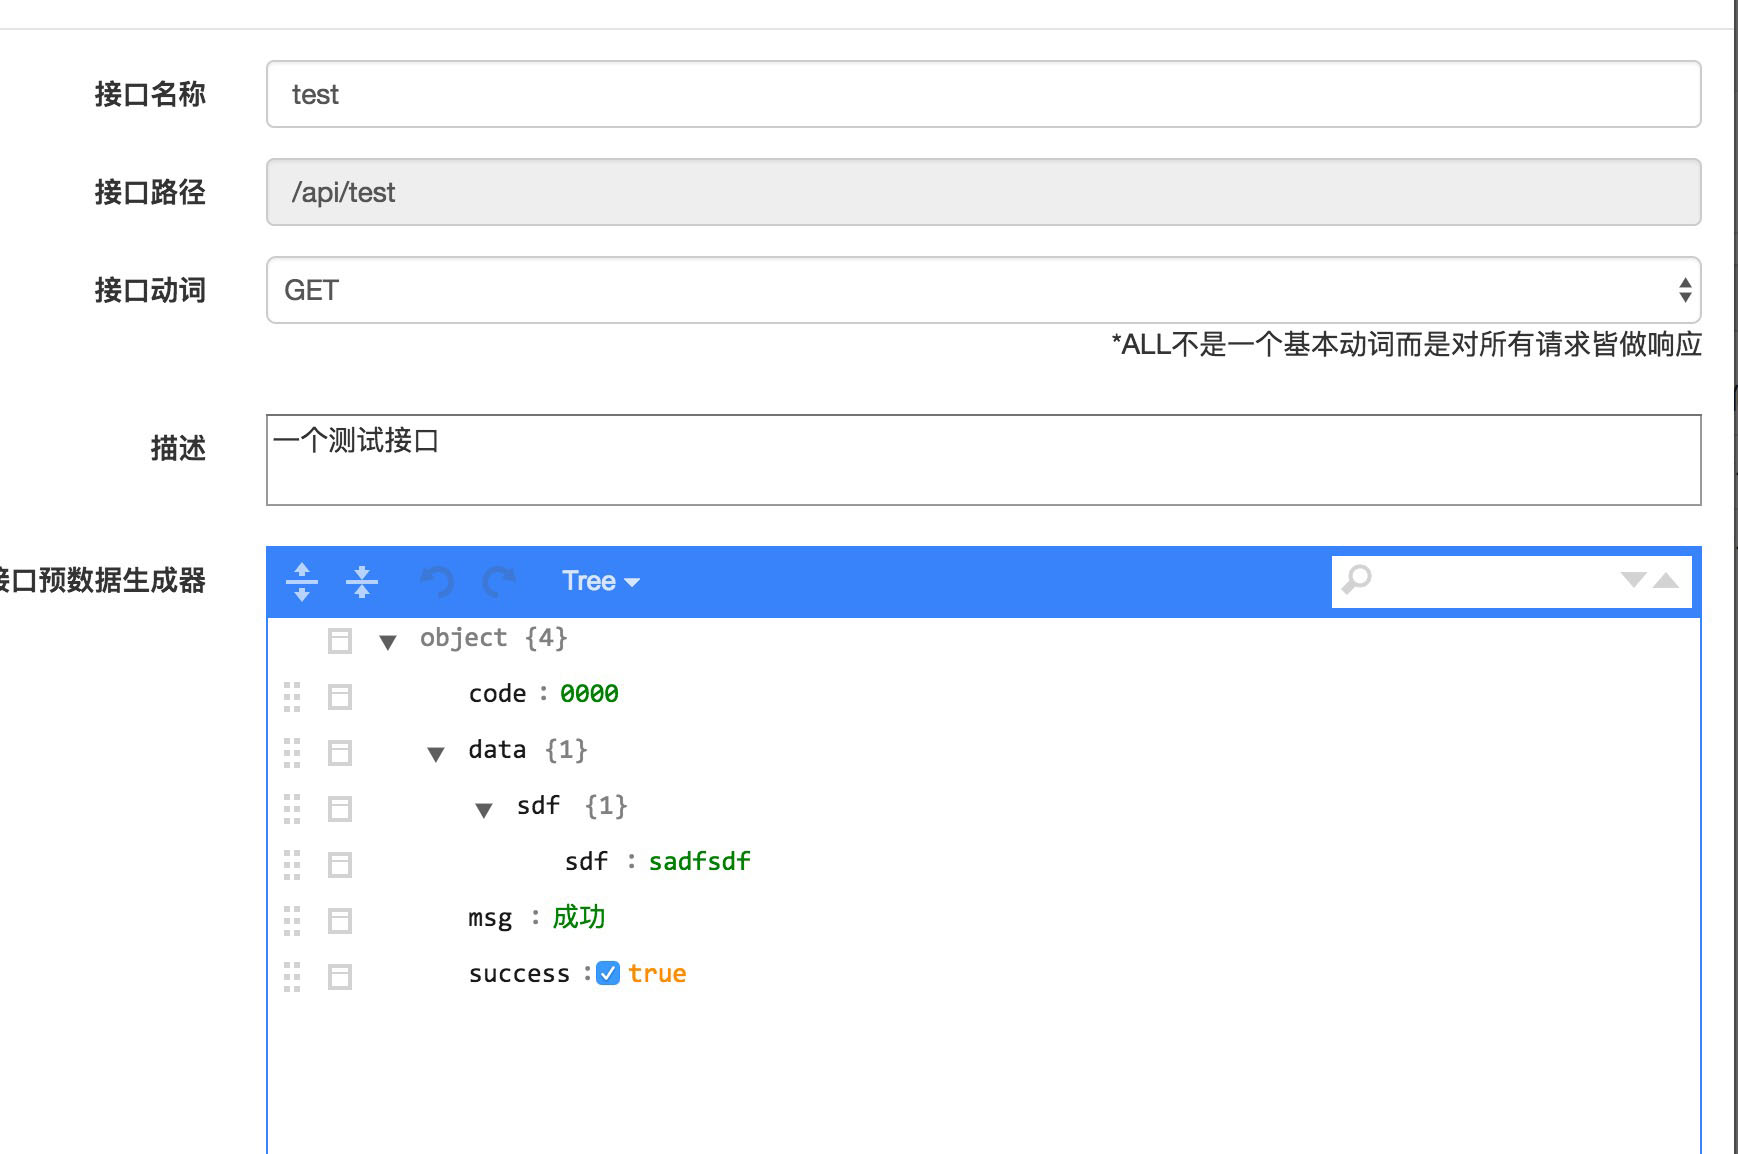 接口名称 test
接口路径 /api/test
接口动词 GET
*ALL不是一个基本动词而是对所有请求皆做响应
描述 一个测试接口
接口预数据生成器 Tree
object {4}
code : 0000
data {1}
sdf {1}
sdf : sadfsdf
msg : 成功
success : true